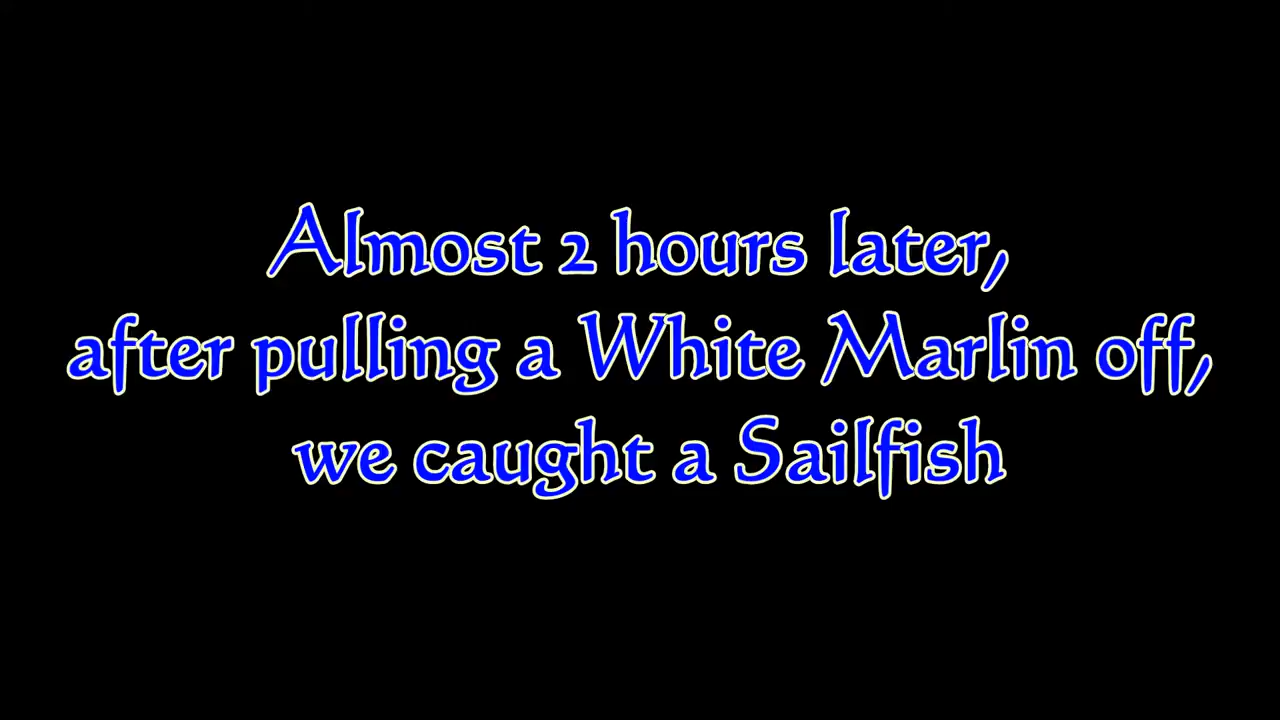 Almost 2 hours later,
after pulling a White Marlin off,
we caught a Sailfish